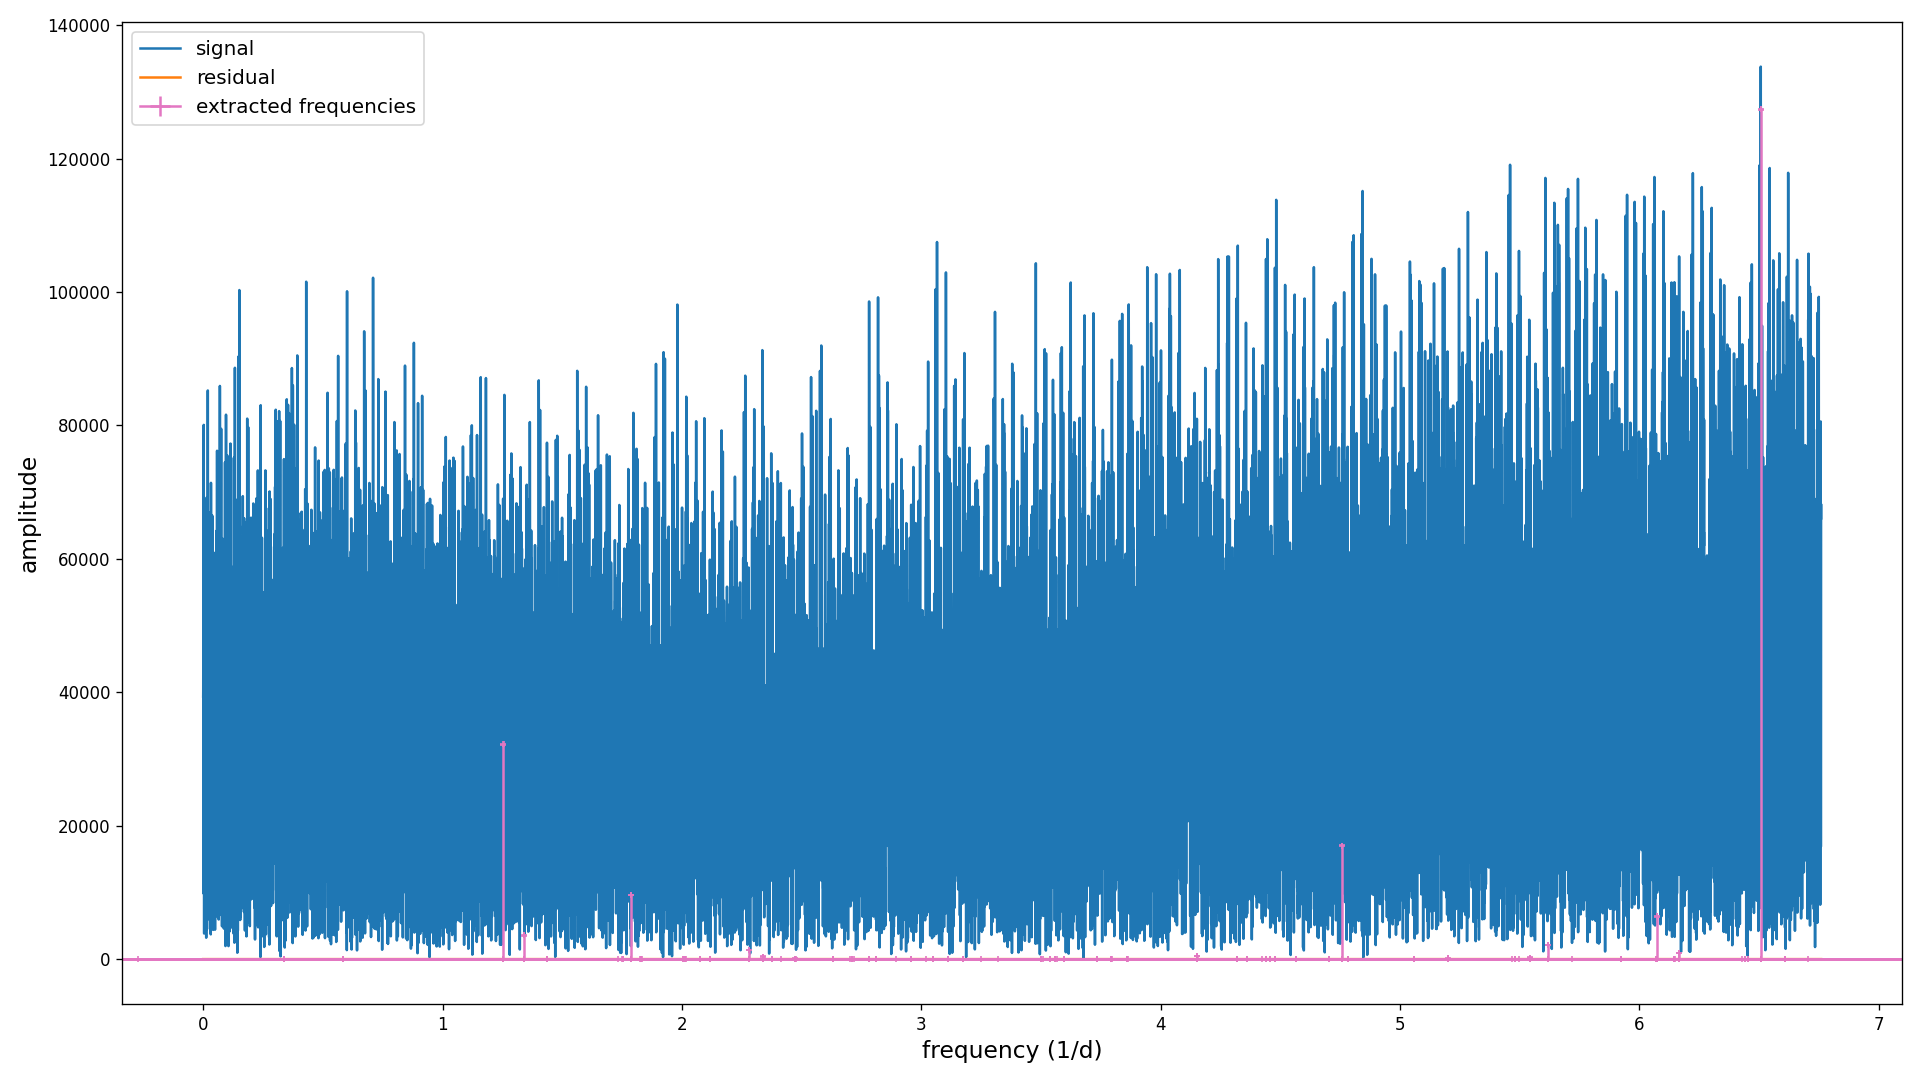 140000
120000
100000
80000
60000
40000
20000
0
amplitude
signal
residual
extracted frequencies
0 1 2 3 4 5 6 7
frequency (1/d)